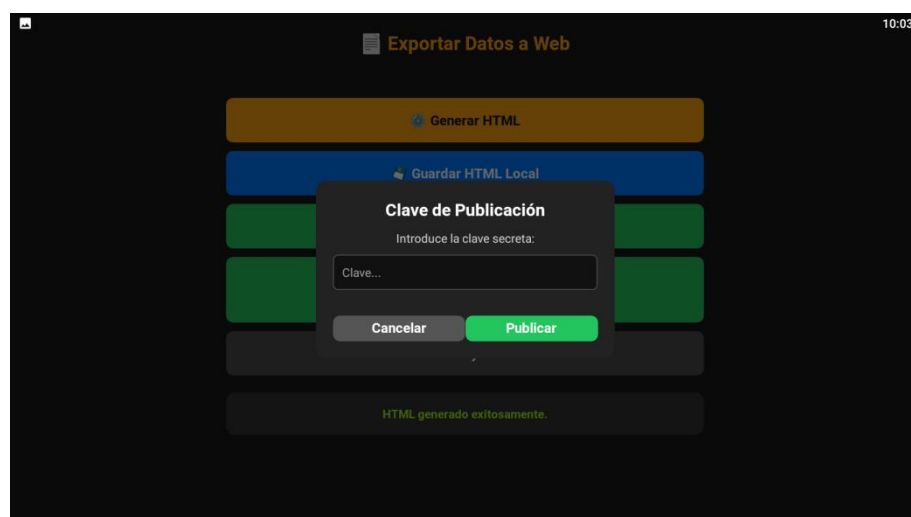 10:03
Exportar Datos a Web
Generar HTML
Guardar HTML Local
Clave de Publicación
Introduce la clave secreta:
Clave...
Cancelar
Publicar
HTML generado exitosamente.